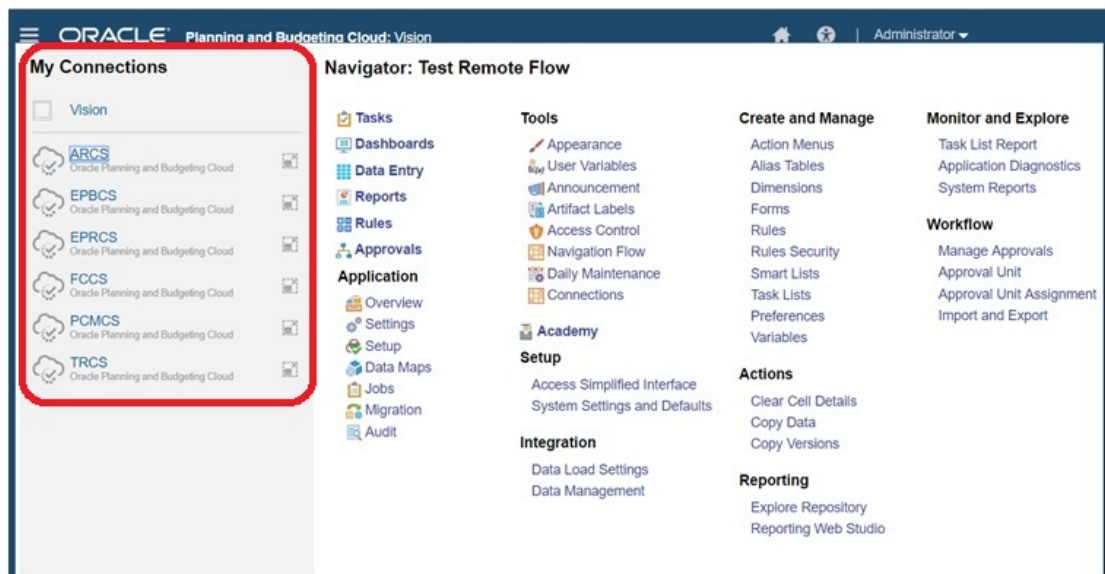 ORACLE® Planning and Budgeting Cloud: Vision
Administrator
My Connections
Vision
ARCS
Oracle Planning and Budgeting Cloud
EPBCS
Oracle Planning and Budgeting Cloud
EPRCS
Oracle Planning and Budgeting Cloud
FCCS
Oracle Planning and Budgeting Cloud
PCMCS
Oracle Planning and Budgeting Cloud
TRCS
Oracle Planning and Budgeting Cloud
Navigator: Test Remote Flow
Tasks
Dashboards
Data Entry
Reports
Rules
Approvals
Application
Overview
Settings
Setup
Data Maps
Jobs
Migration
Audit
Tools
Appearance
User Variables
Announcement
Artifact Labels
Access Control
Navigation Flow
Daily Maintenance
Connections
Academy
Setup
Access Simplified Interface
System Settings and Defaults
Integration
Data Load Settings
Data Management
Create and Manage
Action Menus
Alias Tables
Dimensions
Forms
Rules
Rules Security
Smart Lists
Task Lists
Preferences
Variables
Actions
Clear Cell Details
Copy Data
Copy Versions
Reporting
Explore Repository
Reporting Web Studio
Monitor and Explore
Task List Report
Application Diagnostics
System Reports
Workflow
Manage Approvals
Approval Unit
Approval Unit Assignment
Import and Export